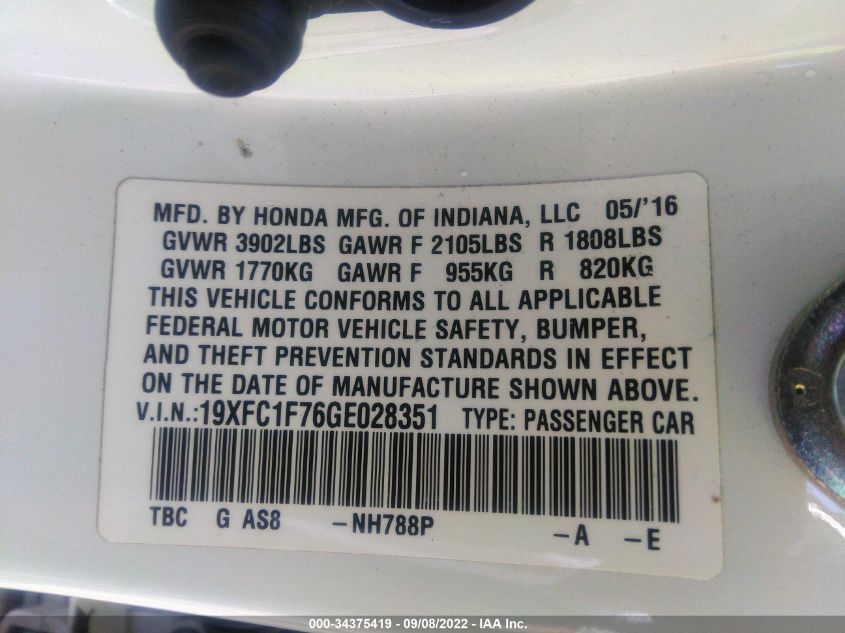 MFD. BY HONDA MFG. OF INDIANA, LLC 05/'16
GVWR 3902LBS GAWR F 2105LBS R 1808LBS
GVWR 1770KG GAWR F 955KG R 820KG
THIS VEHICLE CONFORMS TO ALL APPLICABLE
FEDERAL MOTOR VEHICLE SAFETY, BUMPER,
AND THEFT PREVENTION STANDARDS IN EFFECT
ON THE DATE OF MANUFACTURE SHOWN ABOVE.
V.I.N.:19XFC1F76GE028351 TYPE: PASSENGER CAR
TBC G AS8 -NH788P -A -E
000-34375419 - 09/08/2022 - IAA Inc.